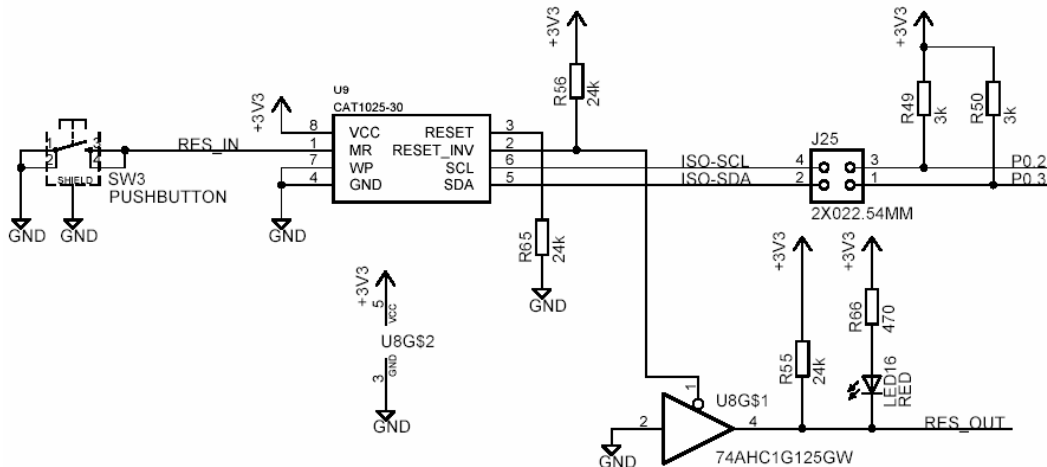 +3V3
R56
24k
+3V3
R49
3k
R50
3k
U9
CAT1025-30
+3V3
8 VCC RESET 3
RES_IN 1 MR RESET_INV 2
7 WP SCL 6 ISO-SCL
4 GND SDA 5 ISO-SDA
1 3
2 4
SHIELD
SW3
PUSHBUTTON
GND GND
GND
J25
4 3
2 1
P0.2
P0.3
2X022.54MM
R65
24k
GND
+3V3
5
VCC
U8G$2
3
GND
GND
+3V3
R55
24k
+3V3
R66
470
LED16
RED
1
U8G$1
2 4
GND
74AHC1G125GW
RES_OUT